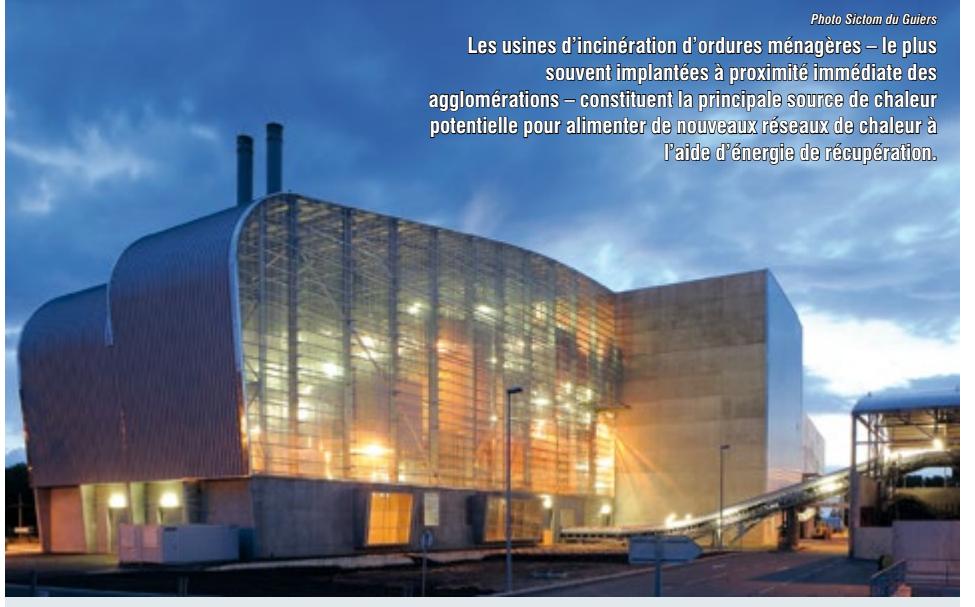 Photo Sictom du Guiers
Les usines d’incinération d’ordures ménagères – le plus
souvent implantées à proximité immédiate des
agglomérations – constituent la principale source de chaleur
potentielle pour alimenter de nouveaux réseaux de chaleur à
l’aide d’énergie de récupération.